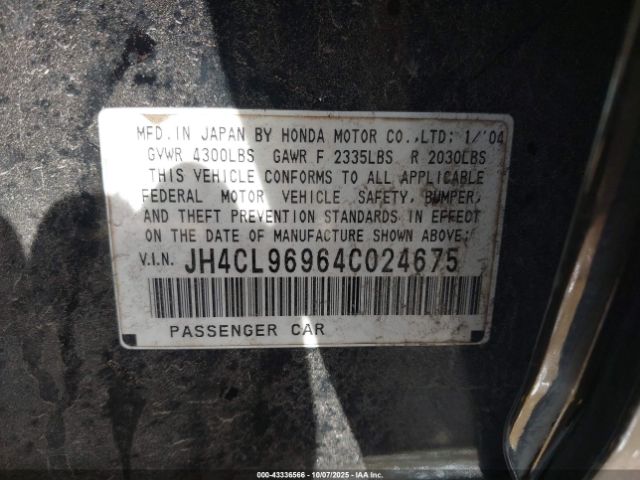 MFD. IN JAPAN BY HONDA MOTOR CO., LTD: 1/'04
GVWR 4300LBS GAWR F 2335LBS R 2030LBS
THIS VEHICLE CONFORMS TO ALL APPLICABLE
FEDERAL MOTOR VEHICLE SAFETY, BUMPER,
AND THEFT PREVENTION STANDARDS IN EFFECT
ON THE DATE OF MANUFACTURE SHOWN ABOVE.
V.I.N. JH4CL96964C024675
PASSENGER CAR
000-43336566 - 10/07/2025 - IAA Inc.